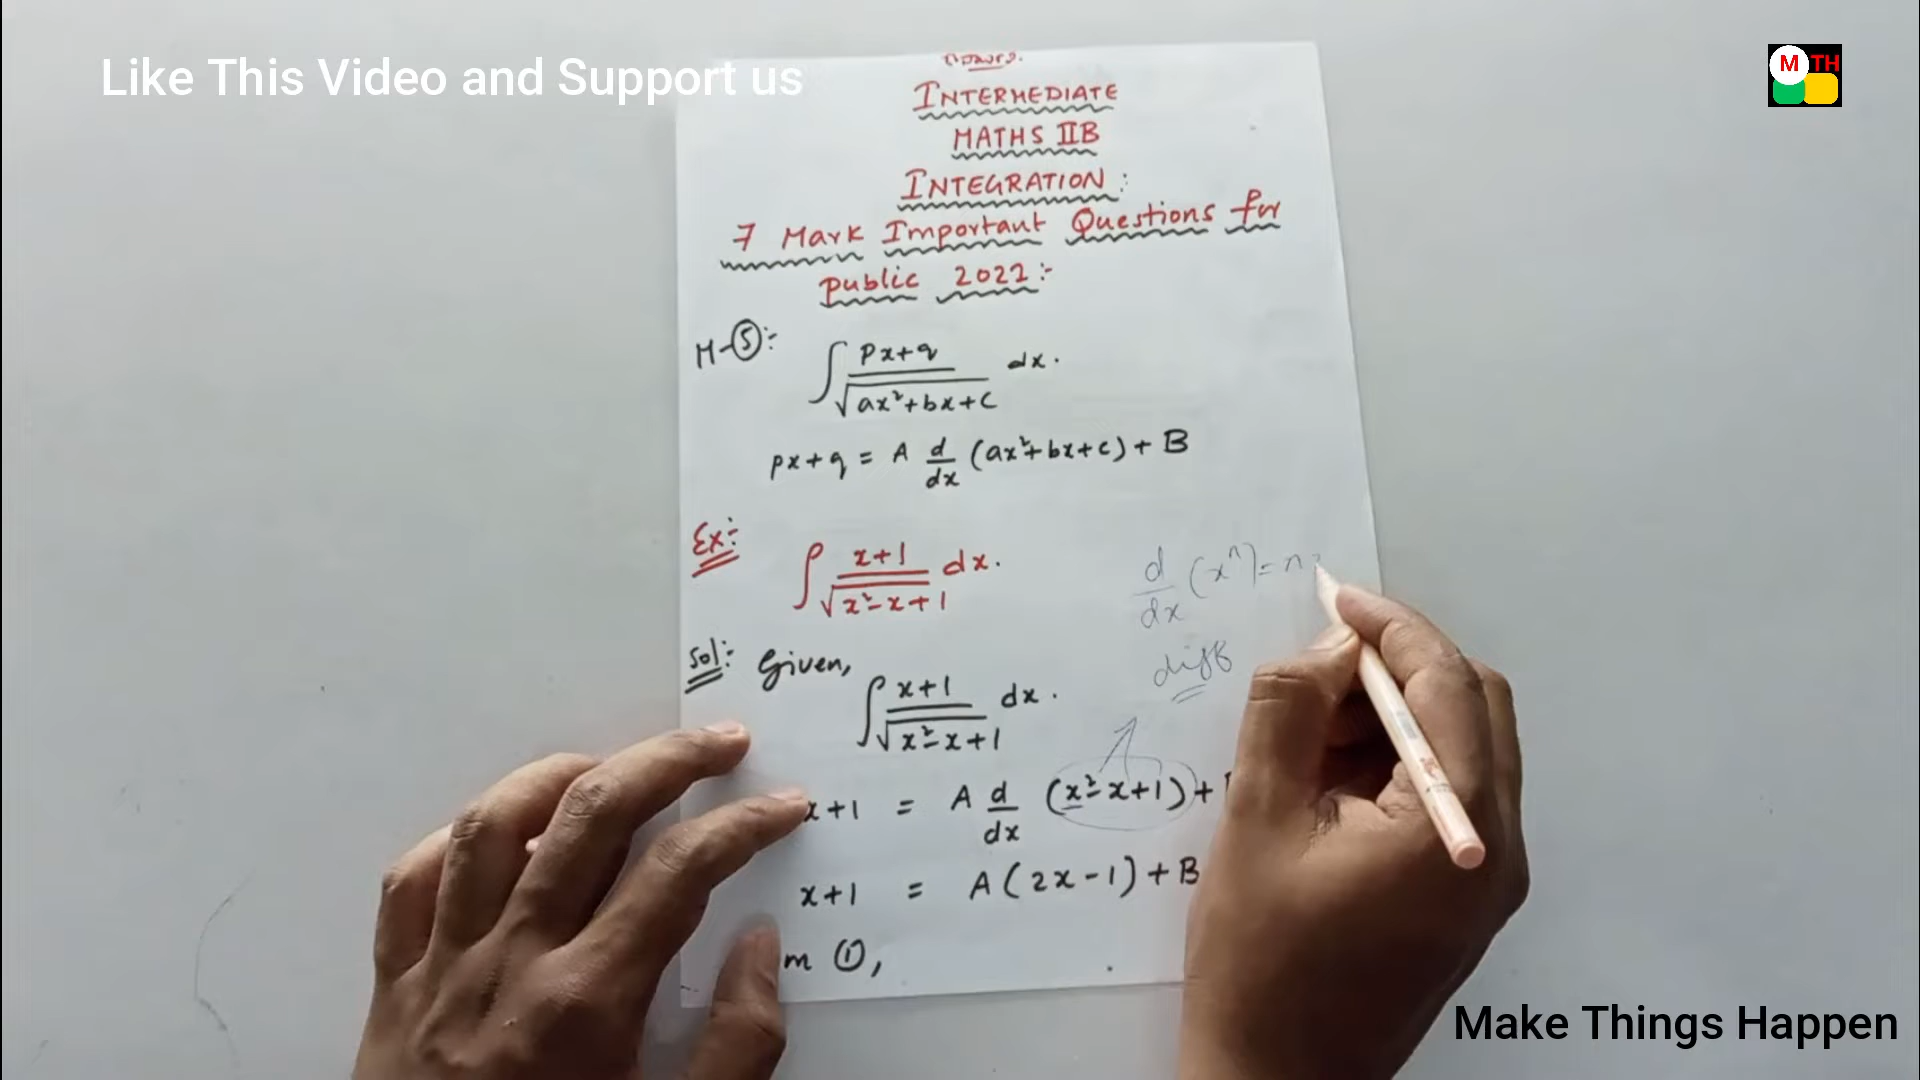 Like This Video and Support us
M TH
INTERMEDIATE
MATHS IIB
INTEGRATION:
7 Mark Important Questions for
public 2022:-
M-⑤:-
∫ px+q / √ax²+bx+c dx.
px+q = A d/dx (ax²+bx+c) + B
Ex:-
∫ x+1 / √x²-x+1 dx.
d/dx (xⁿ) = n
Sol:- Given,
diff
∫ x+1 / √x²-x+1 dx.
x+1 = A d/dx (x²-x+1) +
x+1 = A(2x-1)+B
m ①,
Make Things Happen